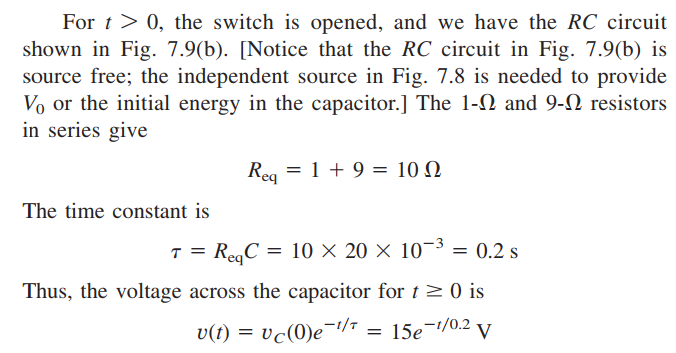 For t > 0, the switch is opened, and we have the RC circuit
shown in Fig. 7.9(b). [Notice that the RC circuit in Fig. 7.9(b) is
source free; the independent source in Fig. 7.8 is needed to provide
V₀ or the initial energy in the capacitor.] The 1-Ω and 9-Ω resistors
in series give
R_eq = 1 + 9 = 10 Ω
The time constant is
τ = R_eqC = 10 × 20 × 10⁻³ = 0.2 s
Thus, the voltage across the capacitor for t ≥ 0 is
v(t) = v_C(0)e^{−t/τ} = 15e^{−t/0.2} V